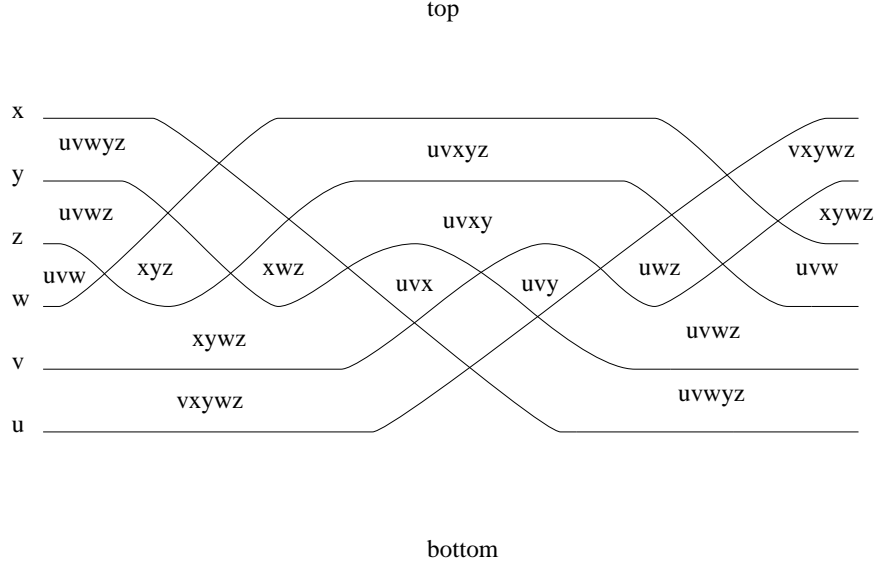 top
x
uvwyz uvxyz vxywz
y
uvwz uvxy xywz
z
uvw xyz xwz uvx uvy uwz uvw
w
xywz uvwz
v
vxywz uvwyz
u
bottom